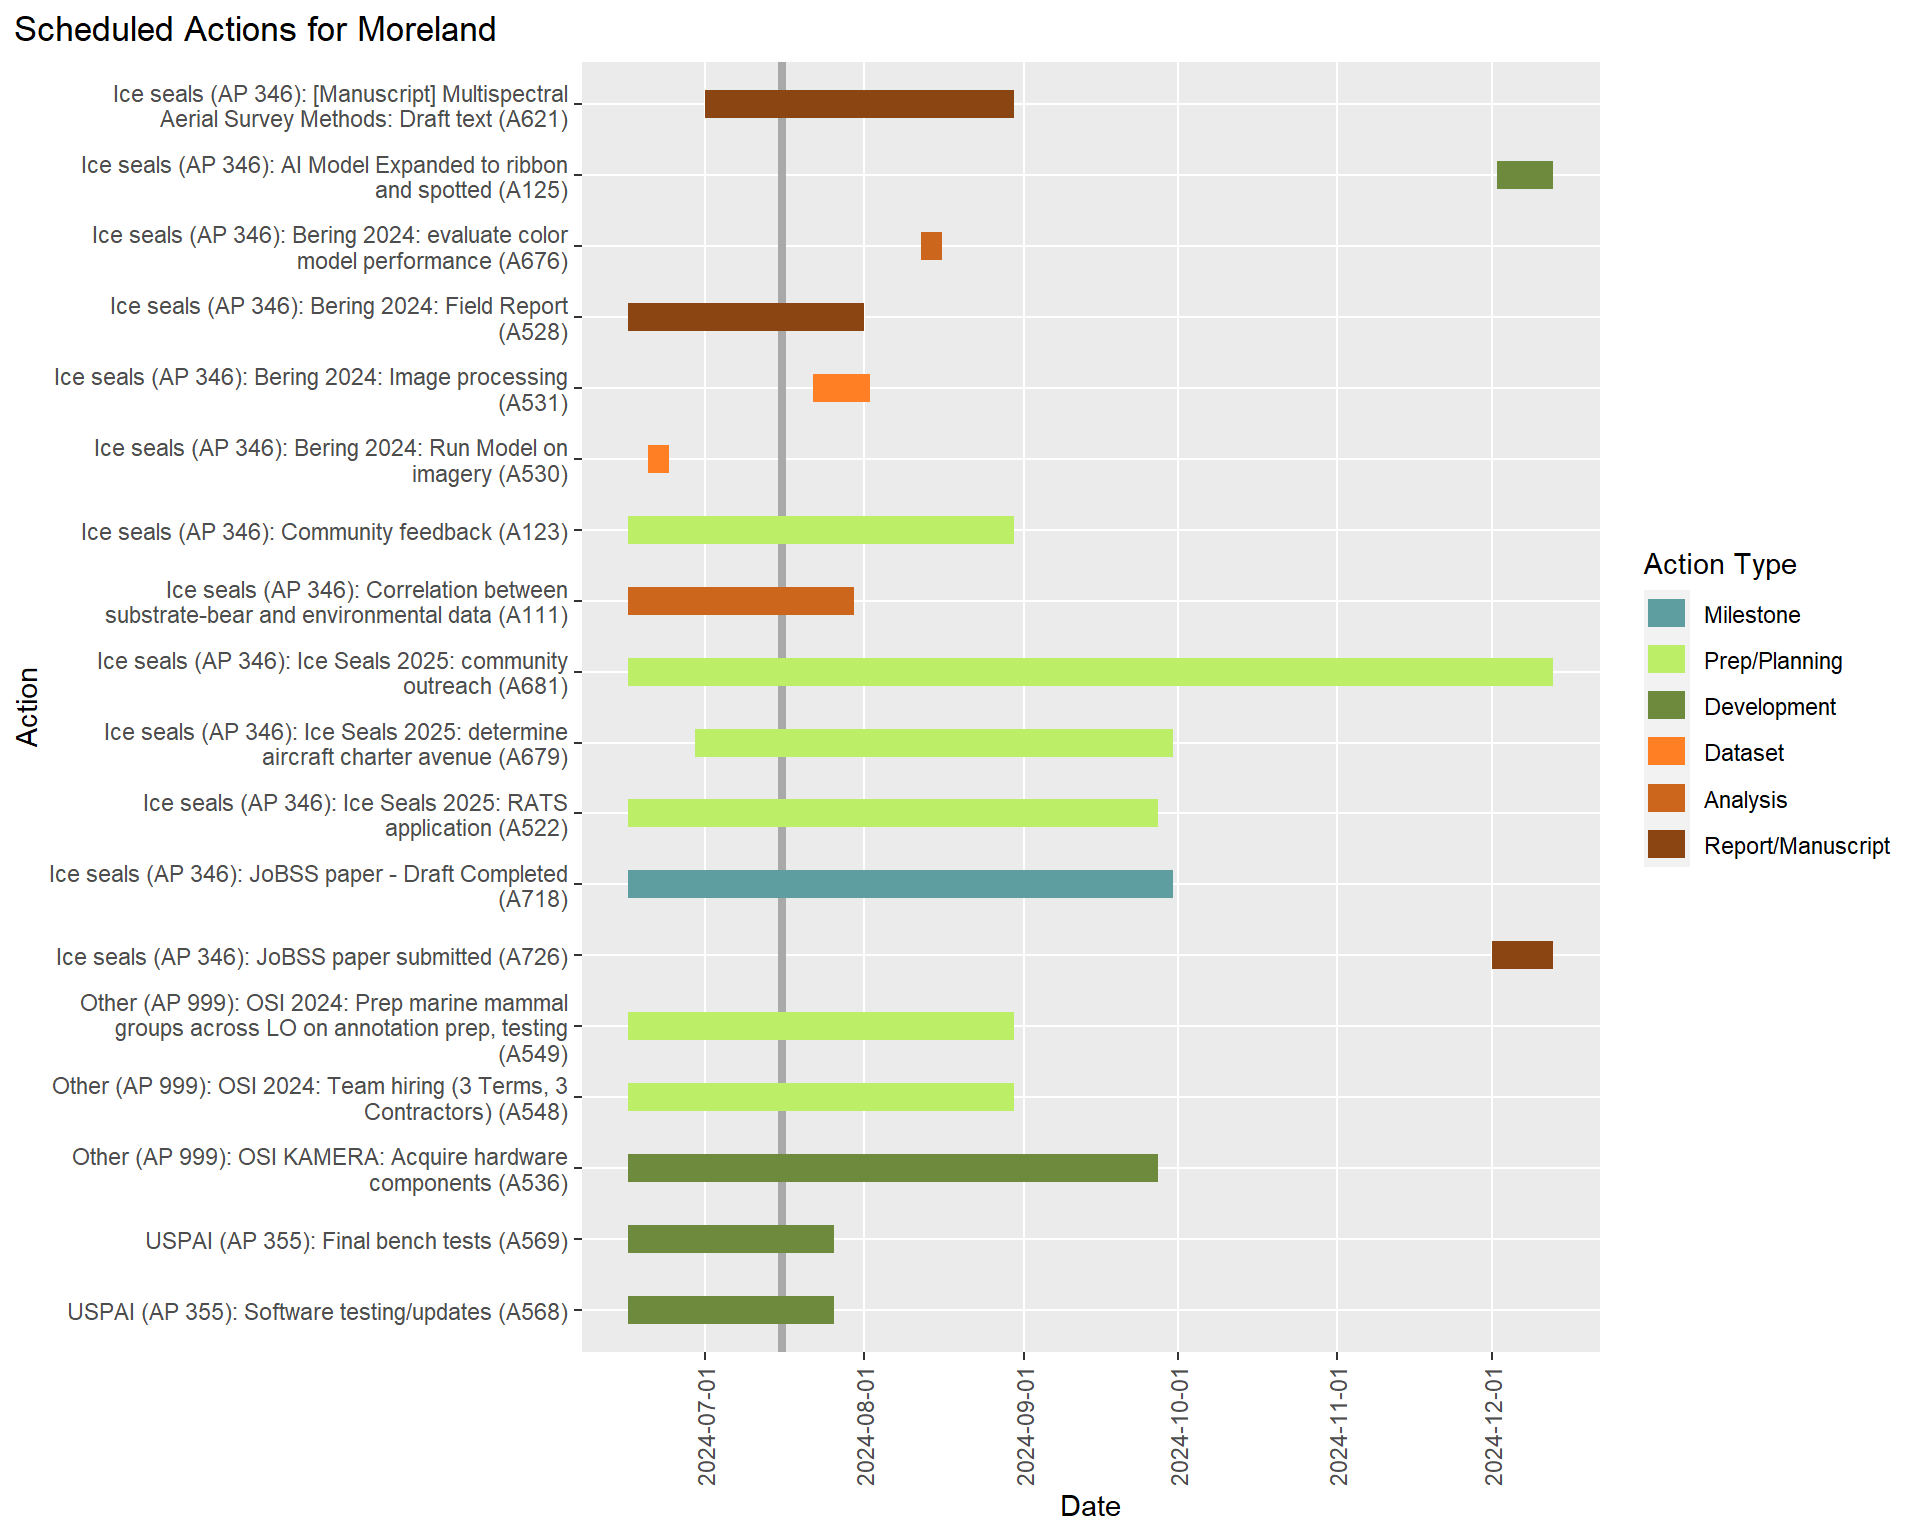 Scheduled Actions for Moreland
Ice seals (AP 346): [Manuscript] Multispectral
Aerial Survey Methods: Draft text (A621)
Ice seals (AP 346): AI Model Expanded to ribbon
and spotted (A125)
Ice seals (AP 346): Bering 2024: evaluate color
model performance (A676)
Ice seals (AP 346): Bering 2024: Field Report
(A528)
Ice seals (AP 346): Bering 2024: Image processing
(A531)
Ice seals (AP 346): Bering 2024: Run Model on
imagery (A530)
Ice seals (AP 346): Community feedback (A123)
Ice seals (AP 346): Correlation between
substrate-bear and environmental data (A111)
Ice seals (AP 346): Ice Seals 2025: community
outreach (A681)
Ice seals (AP 346): Ice Seals 2025: determine
aircraft charter avenue (A679)
Ice seals (AP 346): Ice Seals 2025: RATS
application (A522)
Ice seals (AP 346): JoBSS paper - Draft Completed
(A718)
Ice seals (AP 346): JoBSS paper submitted (A726)
Other (AP 999): OSI 2024: Prep marine mammal
groups across LO on annotation prep, testing
(A549)
Other (AP 999): OSI 2024: Team hiring (3 Terms, 3
Contractors) (A548)
Other (AP 999): OSI KAMERA: Acquire hardware
components (A536)
USPAI (AP 355): Final bench tests (A569)
USPAI (AP 355): Software testing/updates (A568)
Action
2024-07-01
2024-08-01
2024-09-01
2024-10-01
2024-11-01
2024-12-01
Date
Action Type
Milestone
Prep/Planning
Development
Dataset
Analysis
Report/Manuscript